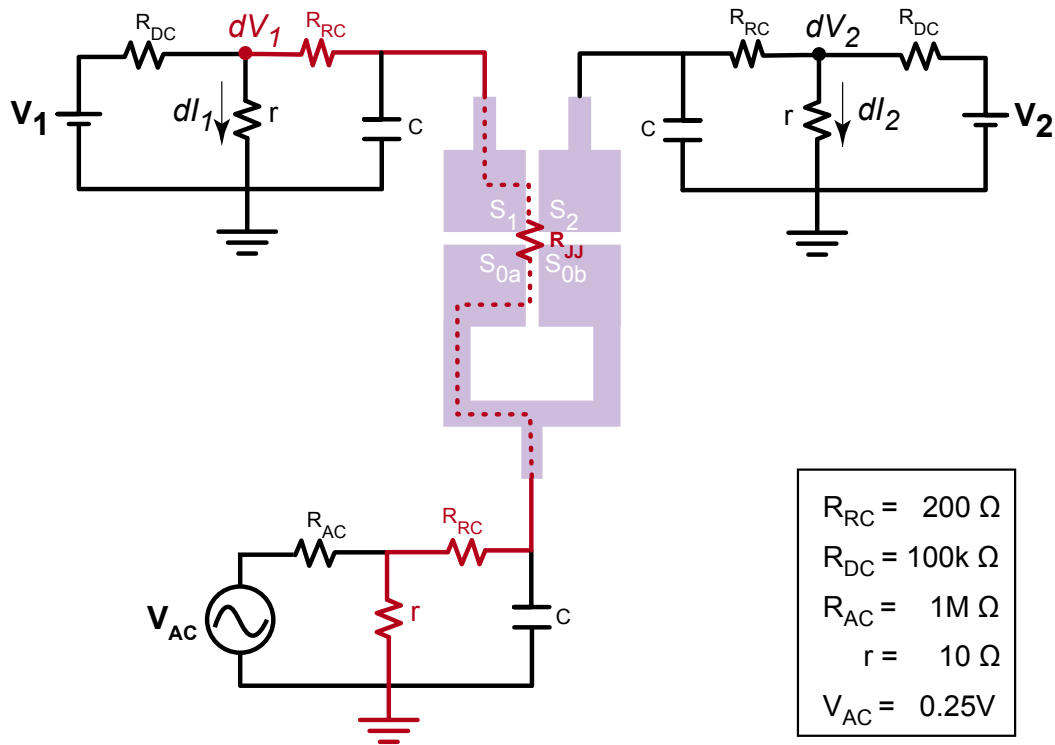 R_DC
dV_1
R_RC
V_1
dI_1
r
C
R_RC
dV_2
R_DC
C
r
dI_2
V_2
S_1
S_2
R_JJ
S_0a
S_0b
R_AC
R_RC
V_AC
r
C
R_RC = 200 Ω
R_DC = 100k Ω
R_AC = 1M Ω
r = 10 Ω
V_AC = 0.25V